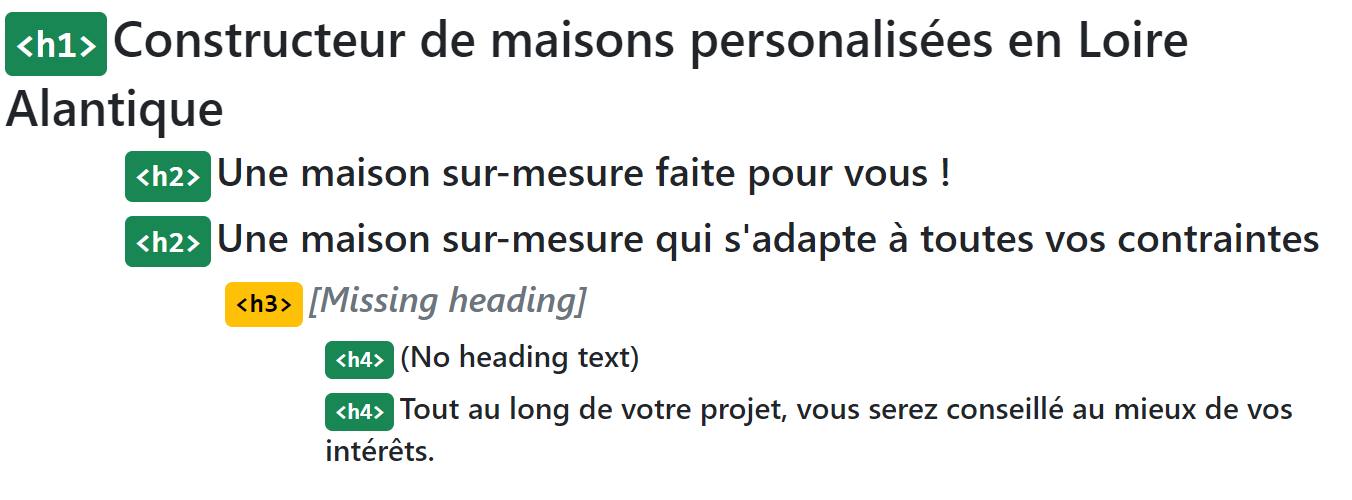 <h1> Constructeur de maisons personalisées en Loire
Alantique
<h2> Une maison sur-mesure faite pour vous !
<h2> Une maison sur-mesure qui s'adapte à toutes vos contraintes
<h3> [Missing heading]
<h4> (No heading text)
<h4> Tout au long de votre projet, vous serez conseillé au mieux de vos
intérêts.